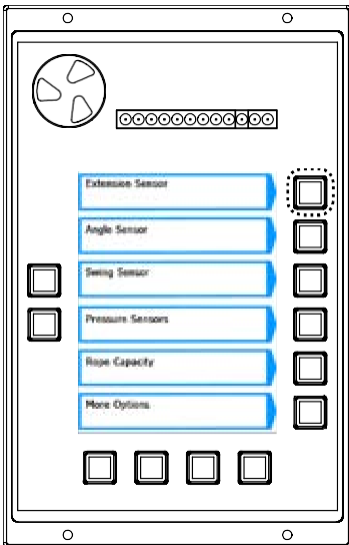 Extension Sensor
Angle Sensor
Swing Sensor
Pressure Sensors
Rope Capacity
More Options